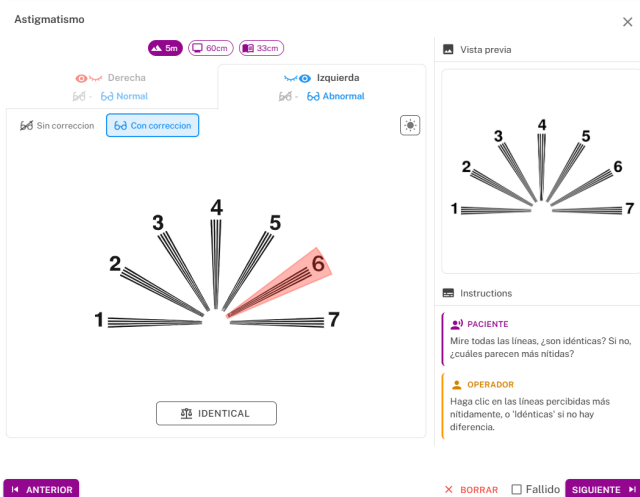 Astigmatismo
5m 60cm 33cm
Derecha
- Normal
Izquierda
- Abnormal
Sin correccion Con correccion
1 2 3 4 5 6 7
IDENTICAL
Vista previa
1 2 3 4 5 6 7
Instructions
PACIENTE
Mire todas las líneas, ¿son idénticas? Si no,
¿cuáles parecen más nítidas?
OPERADOR
Haga clic en las líneas percibidas más
nítidamente, o 'Idénticas' si no hay
diferencia.
ANTERIOR
BORRAR Fallido SIGUIENTE